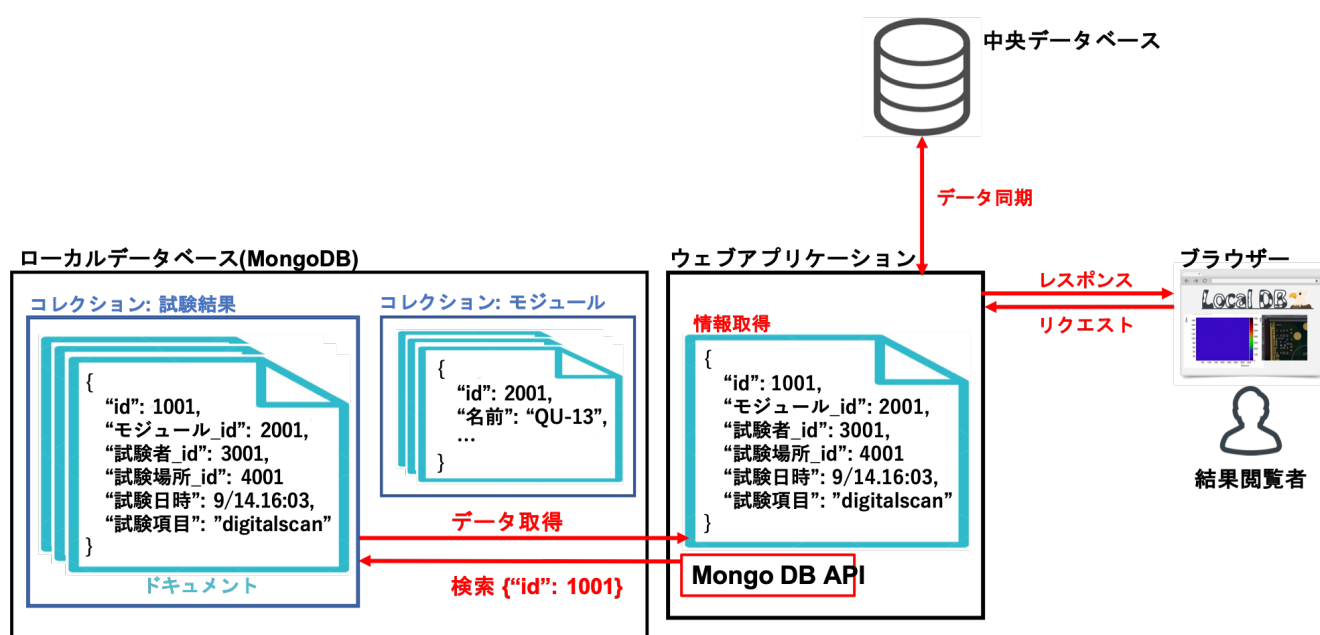 中央データベース
データ同期
ローカルデータベース(MongoDB)
コレクション: 試験結果
{
“id”: 1001,
“モジュール_id”: 2001,
“試験者_id”: 3001,
“試験場所_id”: 4001
“試験日時”: 9/14.16:03,
“試験項目”: ”digitalscan”
}
ドキュメント
コレクション: モジュール
{
“id”: 2001,
“名前”: “QU-13”,
…
}
データ取得
検索 {“id”: 1001}
ウェブアプリケーション
情報取得
{
“id”: 1001,
“モジュール_id”: 2001,
“試験者_id”: 3001,
“試験場所_id”: 4001
“試験日時”: 9/14.16:03,
“試験項目”: ”digitalscan”
}
Mongo DB API
レスポンス
リクエスト
ブラウザー
Local DB
結果閲覧者